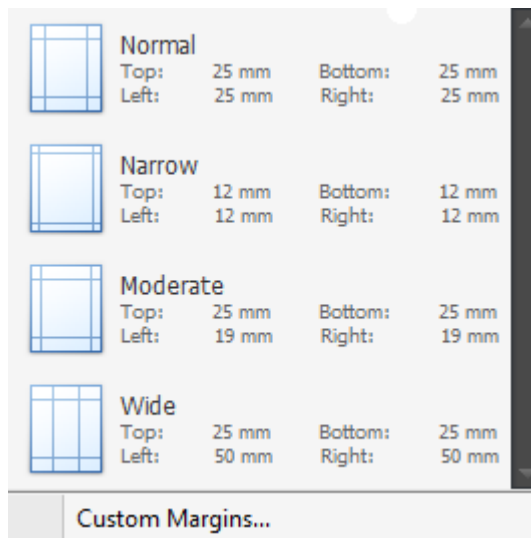 Normal
Top: 25 mm Bottom: 25 mm
Left: 25 mm Right: 25 mm
Narrow
Top: 12 mm Bottom: 12 mm
Left: 12 mm Right: 12 mm
Moderate
Top: 25 mm Bottom: 25 mm
Left: 19 mm Right: 19 mm
Wide
Top: 25 mm Bottom: 25 mm
Left: 50 mm Right: 50 mm
Custom Margins...